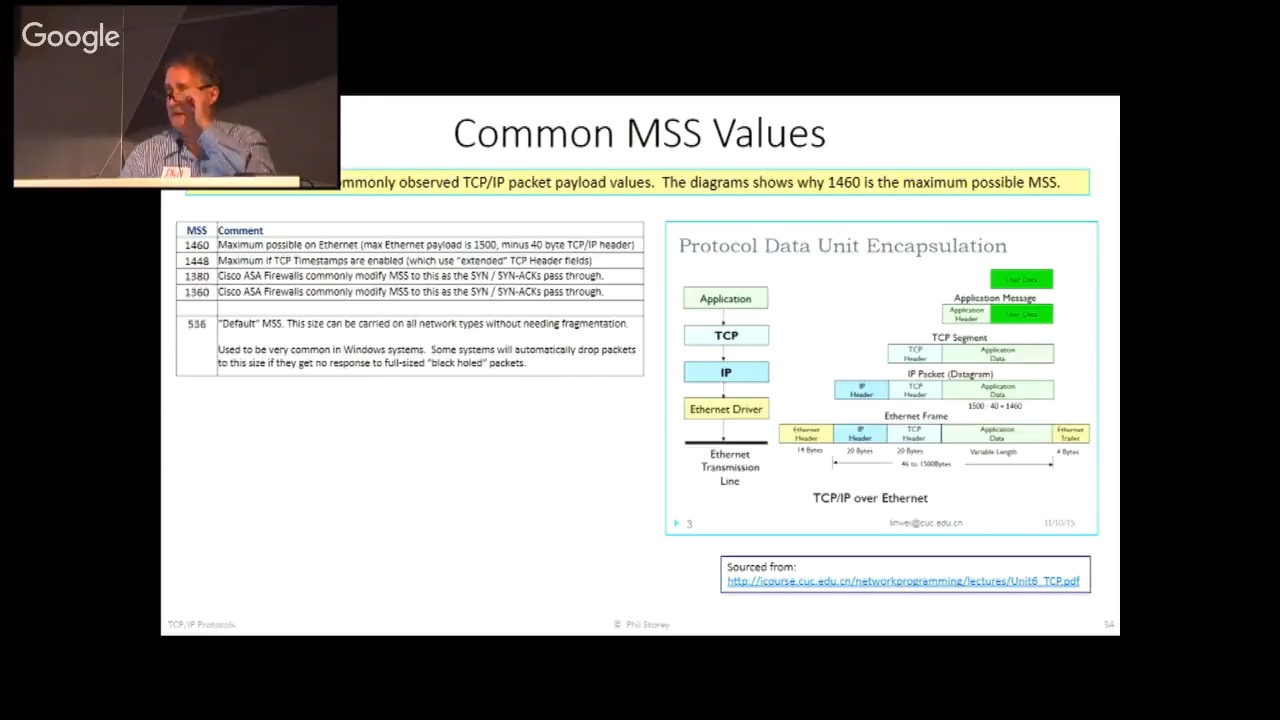 Google
Common MSS Values
ommonly observed TCP/IP packet payload values. The diagrams shows why 1460 is the maximum possible MSS.
MSS Comment
1460 Maximum possible on Ethernet (max Ethernet payload is 1500, minus 40 byte TCP/IP header)
1448 Maximum if TCP Timestamps are enabled (which use "extended" TCP Header fields)
1380 Cisco ASA Firewalls commonly modify MSS to this as the SYN / SYN-ACKs pass through.
1360 Cisco ASA Firewalls commonly modify MSS to this as the SYN / SYN-ACKs pass through.
536 "Default" MSS. This size can be carried on all network types without needing fragmentation.
Used to be very common in Windows systems. Some systems will automatically drop packets
to this size if they get no response to full-sized "black holed" packets.
Protocol Data Unit Encapsulation
Application
TCP
IP
Ethernet Driver
Ethernet
Transmission
Line
User Data
Application Message
Application
Header
User Data
TCP Segment
TCP
Header
Application
Data
IP Packet (Datagram)
IP
Header
TCP
Header
Application
Data
1500 - 40 = 1460
Ethernet Frame
Ethernet
Header
IP
Header
TCP
Header
Application
Data
Ethernet
Trailer
14 Bytes
20 Bytes
20 Bytes
Variable Length
4 Bytes
46 to 1500Bytes
TCP/IP over Ethernet
3
linwei@cuc.edu.cn
11/10/15
Sourced from:
http://icourse.cuc.edu.cn/networkprogramming/lectures/Unit6_TCP.pdf
TCP/IP Protocols
© Phil Storey
34